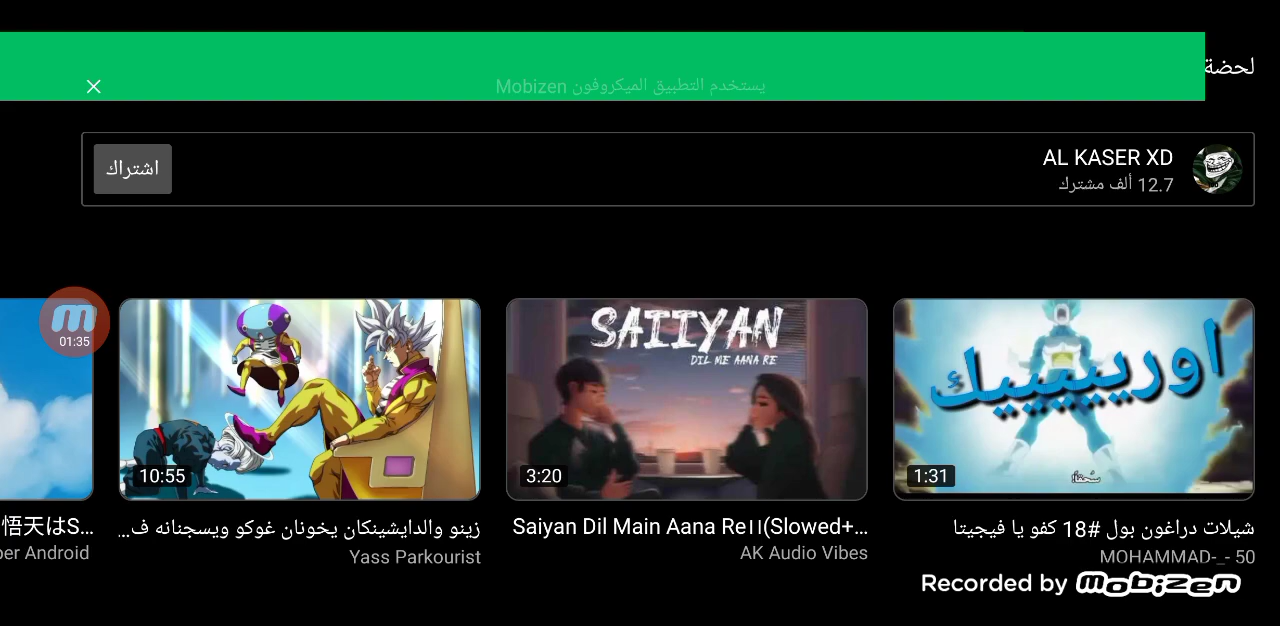 لحضة
يستخدم التطبيق الميكروفون Mobizen
AL KASER XD
12.7 ألف مشترك
اشتراك
اوريييييك
سُحقاً!
1:31
SAIIYAN
DIL ME AANA RE
3:20
10:55
01:35
شيلات دراغون بول #18 كفو يا فيجيتا
MOHAMMAD-_- 50
Saiyan Dil Main Aana Re।।(Slowed+...
AK Audio Vibes
زينو والدايشينكان يخونان غوكو ويسجنانه ف...
Yass Parkourist
悟天はS...
per Android
Recorded by mobizen